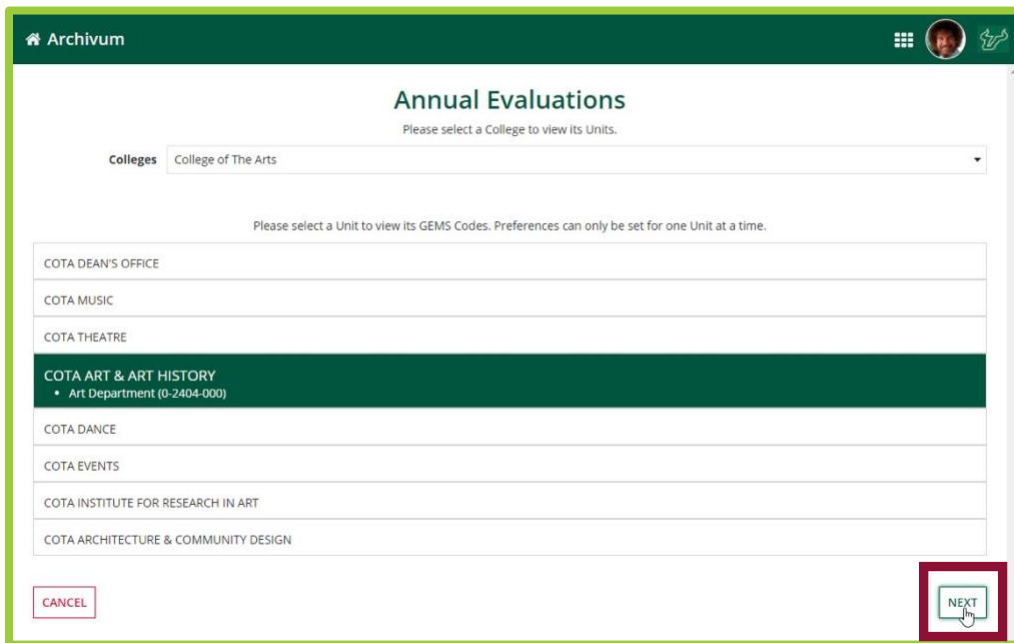 Archivum
Annual Evaluations
Please select a College to view its Units.
Colleges College of The Arts
Please select a Unit to view its GEMS Codes. Preferences can only be set for one Unit at a time.
COTA DEAN'S OFFICE
COTA MUSIC
COTA THEATRE
COTA ART & ART HISTORY
• Art Department (0-2404-000)
COTA DANCE
COTA EVENTS
COTA INSTITUTE FOR RESEARCH IN ART
COTA ARCHITECTURE & COMMUNITY DESIGN
CANCEL NEXT